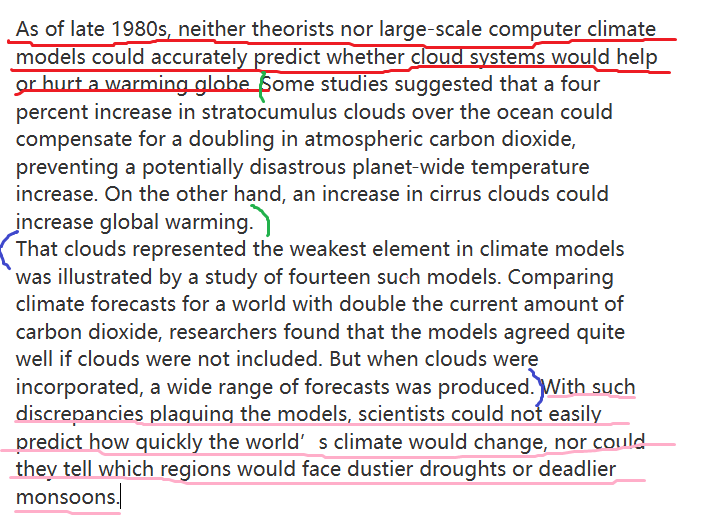 As of late 1980s, neither theorists nor large-scale computer climate
models could accurately predict whether cloud systems would help
or hurt a warming globe. Some studies suggested that a four
percent increase in stratocumulus clouds over the ocean could
compensate for a doubling in atmospheric carbon dioxide,
preventing a potentially disastrous planet-wide temperature
increase. On the other hand, an increase in cirrus clouds could
increase global warming.
That clouds represented the weakest element in climate models
was illustrated by a study of fourteen such models. Comparing
climate forecasts for a world with double the current amount of
carbon dioxide, researchers found that the models agreed quite
well if clouds were not included. But when clouds were
incorporated, a wide range of forecasts was produced. With such
discrepancies plaguing the models, scientists could not easily
predict how quickly the world’s climate would change, nor could
they tell which regions would face dustier droughts or deadlier
monsoons.